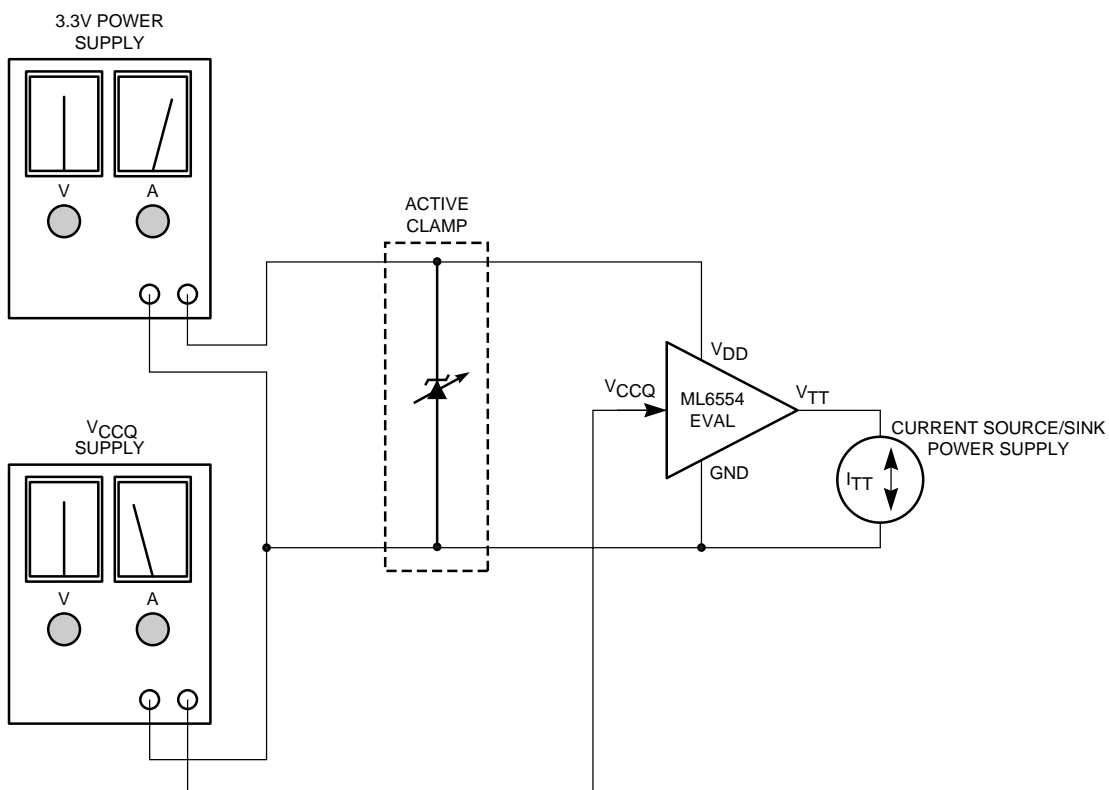 3.3V POWER
SUPPLY
V
A
ACTIVE
CLAMP
VDD
VCCQ
ML6554
EVAL
VTT
GND
CURRENT SOURCE/SINK
POWER SUPPLY
ITT
VCCQ
SUPPLY
V
A